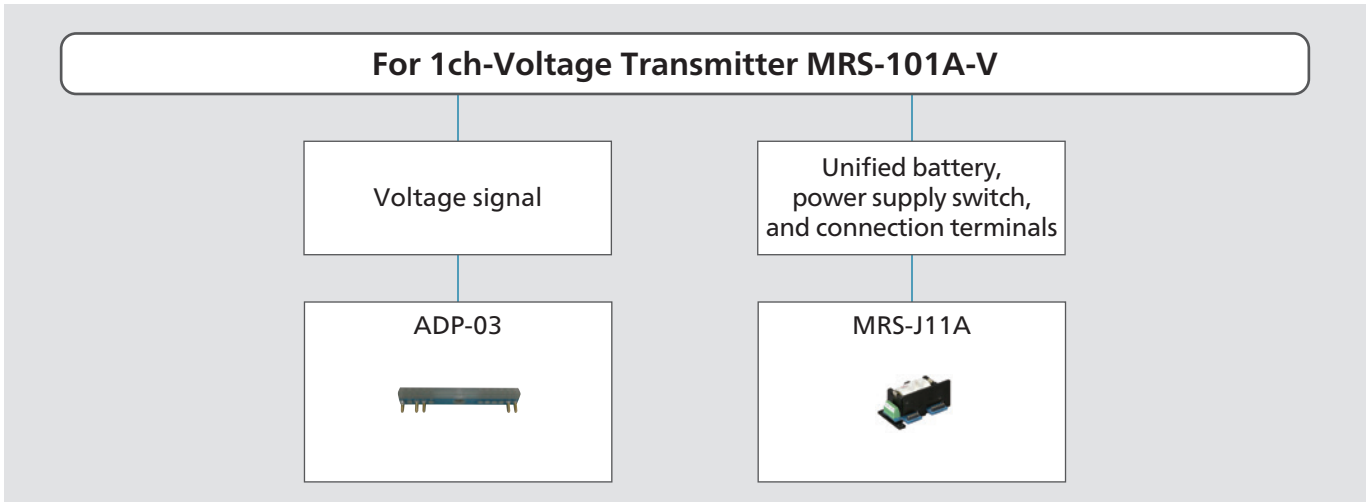 For 1ch-Voltage Transmitter MRS-101A-V
Voltage signal
Unified battery,
power supply switch,
and connection terminals
ADP-03
MRS-J11A